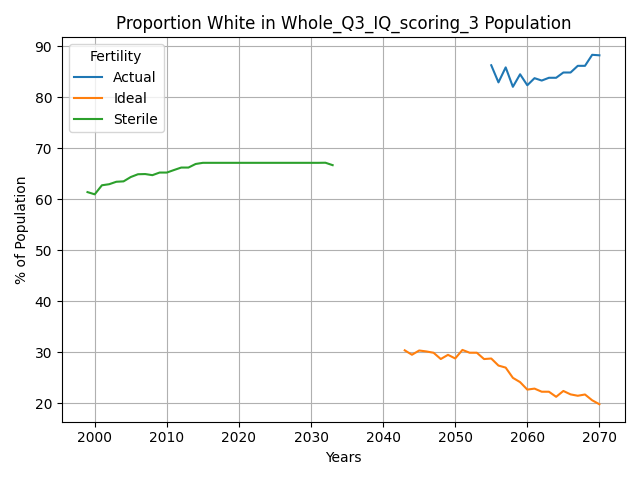 Proportion White in Whole_Q3_IQ_scoring_3 Population
% of Population
90
80
70
60
50
40
30
20
Fertility
Actual
Ideal
Sterile
2000 2010 2020 2030 2040 2050 2060 2070
Years